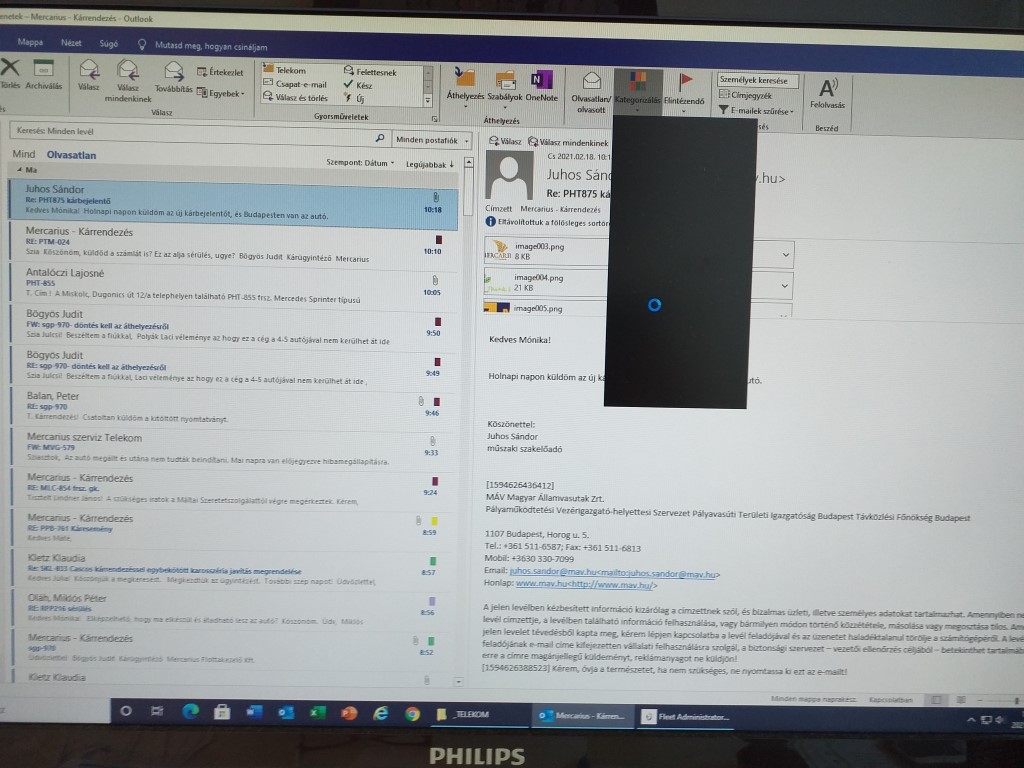 enetek – Mercarius - Kárrendezés - Outlook
Mappa Nézet Súgó Mutasd meg, hogyan csináljam
Törlés Archiválás
Válasz Válasz mindenkinek Továbbítás
Értekezlet
Egyebek
Válasz
Telekom
Csapat-e-mail
Válasz és törlés
Felettesnek
Kész
Új
Gyorsműveletek
Áthelyezés Szabályok OneNote
Áthelyezés
Olvasatlan/olvasott Kategorizálás Elintézendő
Személyek keresése
Címjegyzék
E-mailek szűrése
sés
Felolvasás
Beszéd
Keresés: Minden levél
Minden postafiók
Mind Olvasatlan
Szempont: Dátum Legújabbak
Ma
Juhos Sándor
Re: PHT875 kárbejelentő 10:18
Kedves Mónika! Holnapi napon küldöm az új kárbejelentőt, és Budapesten van az autó.
Mercarius - Kárrendezés
RE: PTM-024 10:10
Szia Köszönöm, küldöd a számlát is? Ez az alja sérülés, ugye? Bögyös Judit Kárügyintéző Mercarius
Antalóczi Lajosné
PHT-855 10:05
T. Cím! A Miskolc, Dugonics út 12/a telephelyen található PHT-855 frsz. Mercedes Sprinter típusú
Bögyös Judit
FW: sgp-970- döntés kell az áthelyezésről 9:50
Szia Julcsi! Beszéltem a fiúkkal, Polyák Laci véleménye az hogy ez a cég a 4-5 autójával nem kerülhet át ide
Bögyös Judit
RE: sgp-970- döntés kell az áthelyezésről 9:49
Szia Julcsi! Beszéltem a fiúkkal, Laci véleménye az hogy ez a cég a 4-5 autójával nem kerülhet át ide ,
Balan, Peter
RE: sgp-970 9:46
T. Kárrendezés! Csatoltan küldöm a kitöltött nyomtatványt.
Mercarius szerviz Telekom
FW: MVG-579 9:33
Sziasztok, Az autó megállt és utána nem tudták beindítani. Mai napra van előjegyezve hibamegállapításra.
Mercarius - Kárrendezés
RE: MLC-854 frsz. gk. 9:24
Tisztelt Lindner János! A szükséges iratok a Máltai Szeretetszolgálattól végre megérkeztek. Kérem,
Mercarius - Kárrendezés
RE: PPB-761 Káresemény 8:59
Kedves Máté,
Kletz Klaudia
Re: SKL-833 Cascos kárrendezéssel egybekötött karosszéria javítás megrendelése 8:57
Kedves Júlia! Köszönjük a megkeresést. Megkezdtük az ügyintézést. További szép napot! Üdvözlettel,
Oláh, Miklós Péter
RE: RFP216 sérülés 8:56
Kedves Mónika! Elképzelhető, hogy ma elkészül és átadható lesz az autó? Köszönöm. Üdv, Miklós
Mercarius - Kárrendezés
sgp-970 8:52
Üdvözlettel: Bögyös Judit Kárügyintéző Mercarius Flottakezelő Kft.
Kletz Klaudia
Válasz Válasz mindenkinek
Cs 2021.02.18. 10:1
Juhos Sánd v.hu>
Re: PHT875 ká
Címzett Mercarius - Kárrendezés
Eltávolítottuk a fölösleges sortöré
image003.png
8 KB
image004.png
21 KB
image005.png
Kedves Mónika!
Holnapi napon küldöm az új ká utó.
Köszönettel:
Juhos Sándor
műszaki szakelőadó
[1594626436412]
MÁV Magyar Államvasutak Zrt.
Pályaműködtetési Vezérigazgató-helyettesi Szervezet Pályavasúti Területi Igazgatóság Budapest Távközlési Főnökség Budapest
1107 Budapest, Horog u. 5.
Tel.: +361 511-6587; Fax: +361 511-6813
Mobil: +3630 330-7099
Email: juhos.sandor@mav.hu<mailto:juhos.sandor@mav.hu>
Honlap: www.mav.hu<http://www.mav.hu/>
A jelen levélben kézbesített információ kizárólag a címzettnek szól, és bizalmas üzleti, illetve személyes adatokat tartalmazhat. Amennyiben ne
levél címzettje, a levélben található információ felhasználása, vagy bármilyen módon történő közzététele, másolása vagy megosztása tilos. Am
jelen levelet tévedésből kapta meg, kérem lépjen kapcsolatba a levél feladójával és az üzenetet haladéktalanul törölje a számítógépéről. A levé
feladójának e-mail címe kifejezetten vállalati felhasználásra szolgál, a biztonsági szervezet – vezetői ellenőrzés céljából – betekinthet tartalmáb
erre a címre magánjellegű küldeményt, reklámanyagot ne küldjön!
[1594626388523] Kérem, óvja a természetet, ha nem szükséges, ne nyomtassa ki ezt az e-mailt!
Minden mappa naprakész. Kapcsolatban
_TELEKOM Mercarius - Kárren... Fleet Administrator...
PHILIPS